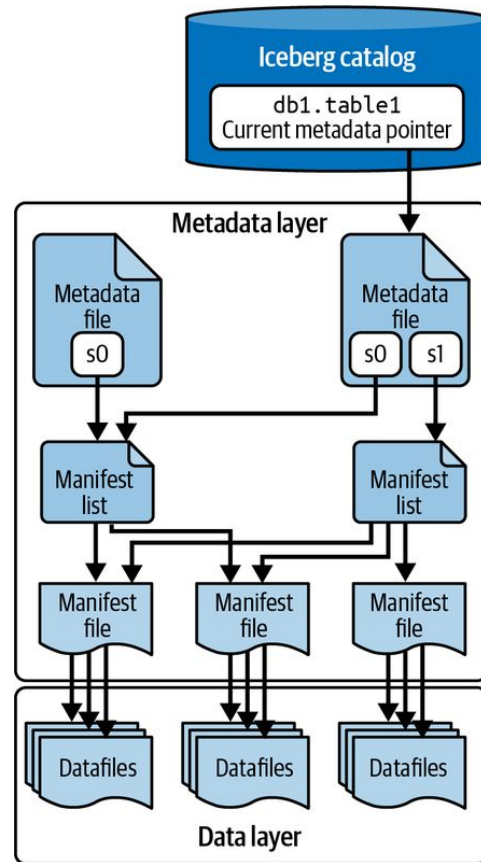 Iceberg catalog
db1.table1
Current metadata pointer
Metadata layer
Metadata
file
s0
Metadata
file
s0
s1
Manifest
list
Manifest
list
Manifest
file
Manifest
file
Manifest
file
Datafiles
Datafiles
Datafiles
Data layer